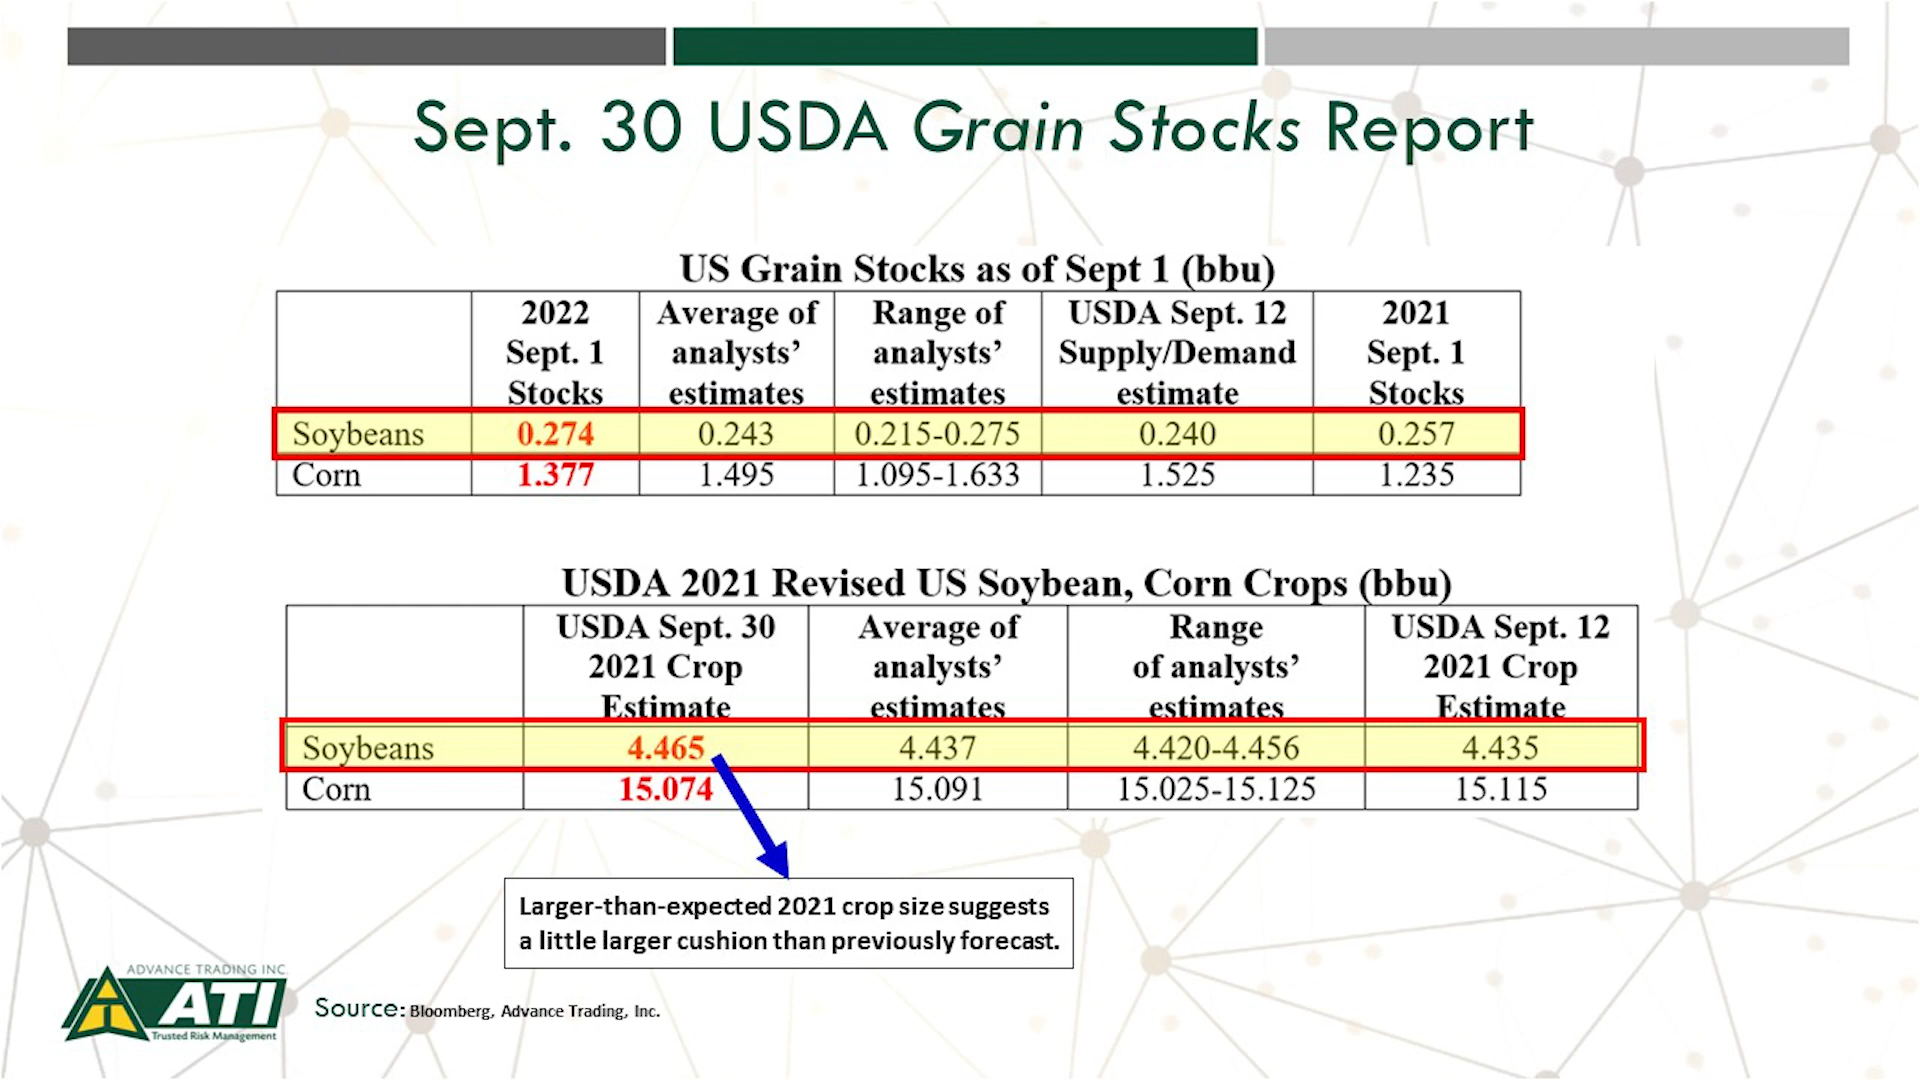 Sept. 30 USDA Grain Stocks Report
US Grain Stocks as of Sept 1 (bbu)
2022 Sept. 1 Stocks	Average of analysts’ estimates	Range of analysts’ estimates	USDA Sept. 12 Supply/Demand estimate	2021 Sept. 1 Stocks
Soybeans	0.274	0.243	0.215-0.275	0.240	0.257
Corn	1.377	1.495	1.095-1.633	1.525	1.235
USDA 2021 Revised US Soybean, Corn Crops (bbu)
USDA Sept. 30 2021 Crop Estimate	Average of analysts’ estimates	Range of analysts’ estimates	USDA Sept. 12 2021 Crop Estimate
Soybeans	4.465	4.437	4.420-4.456	4.435
Corn	15.074	15.091	15.025-15.125	15.115
Larger-than-expected 2021 crop size suggests
a little larger cushion than previously forecast.
ADVANCE TRADING INC.
ATI
Trusted Risk Management
Source: Bloomberg, Advance Trading, Inc.